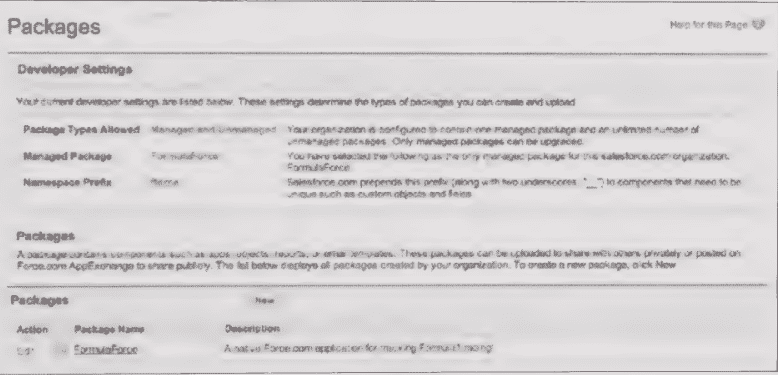 Packages
Help for this Page
Developer Settings
Your current developer settings are listed below. These settings determine the types of packages you can create and upload
Package Types Allowed Managed and Unmanaged Your organization is configured to contain one managed package and an unlimited number of
unmanaged packages. Only managed packages can be upgraded.
Managed Package FormulaForce You have selected the following as the only managed package for this salesforce.com organization.
FormulaForce
Namespace Prefix Salesforce.com prepends this prefix (along with two underscores, "__") to components that need to be
unique such as custom objects and fields
Packages
A package contains components such as apps, objects, reports, or email templates. These packages can be uploaded to share with others privately or posted on
Force.com AppExchange to share publicly. The list below displays all packages created by your organization. To create a new package, click New
Packages New
Action Package Name Description
Edit FormulaForce A native Force.com application for tracking Formula1 racing